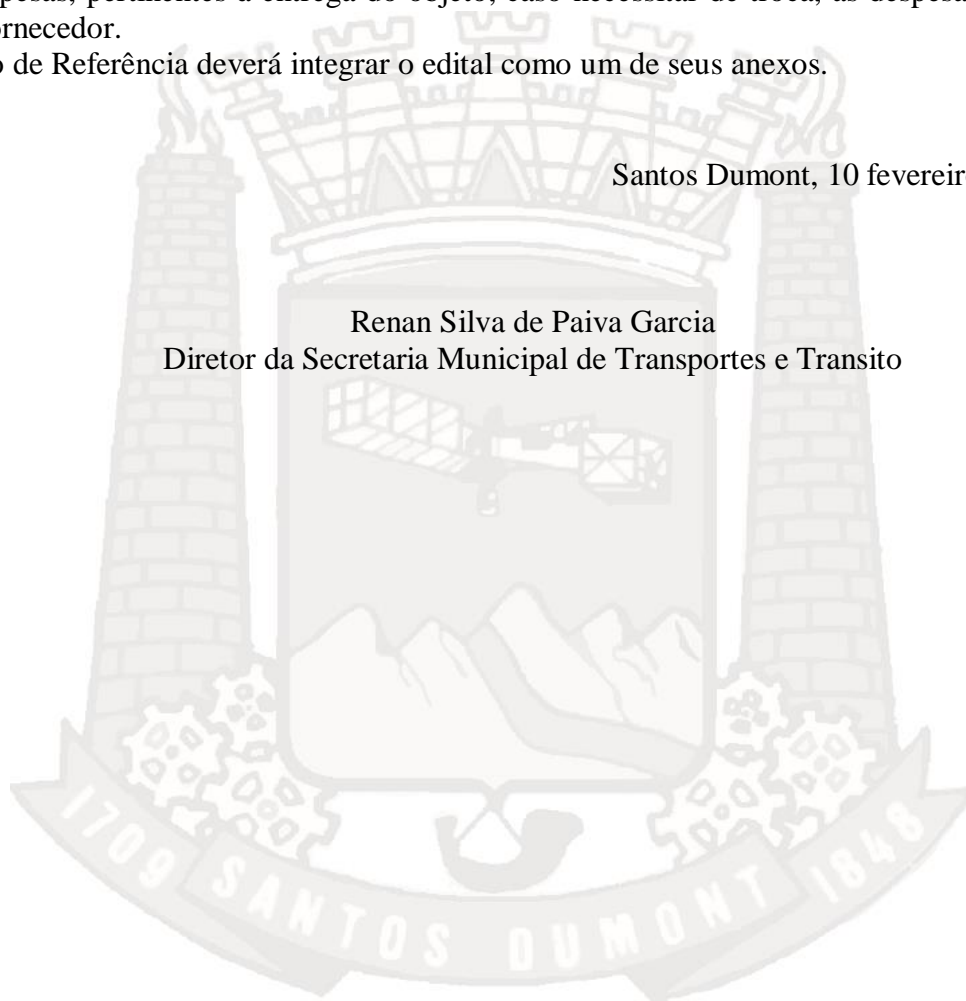 pesas, pertinentes à entrega do objeto, caso necessitar de troca, as despesa
ornecedor.
o de Referência deverá integrar o edital como um de seus anexos.
Santos Dumont, 10 fevereir
Renan Silva de Paiva Garcia
Diretor da Secretaria Municipal de Transportes e Transito
1709 SANTOS DUMONT 1848